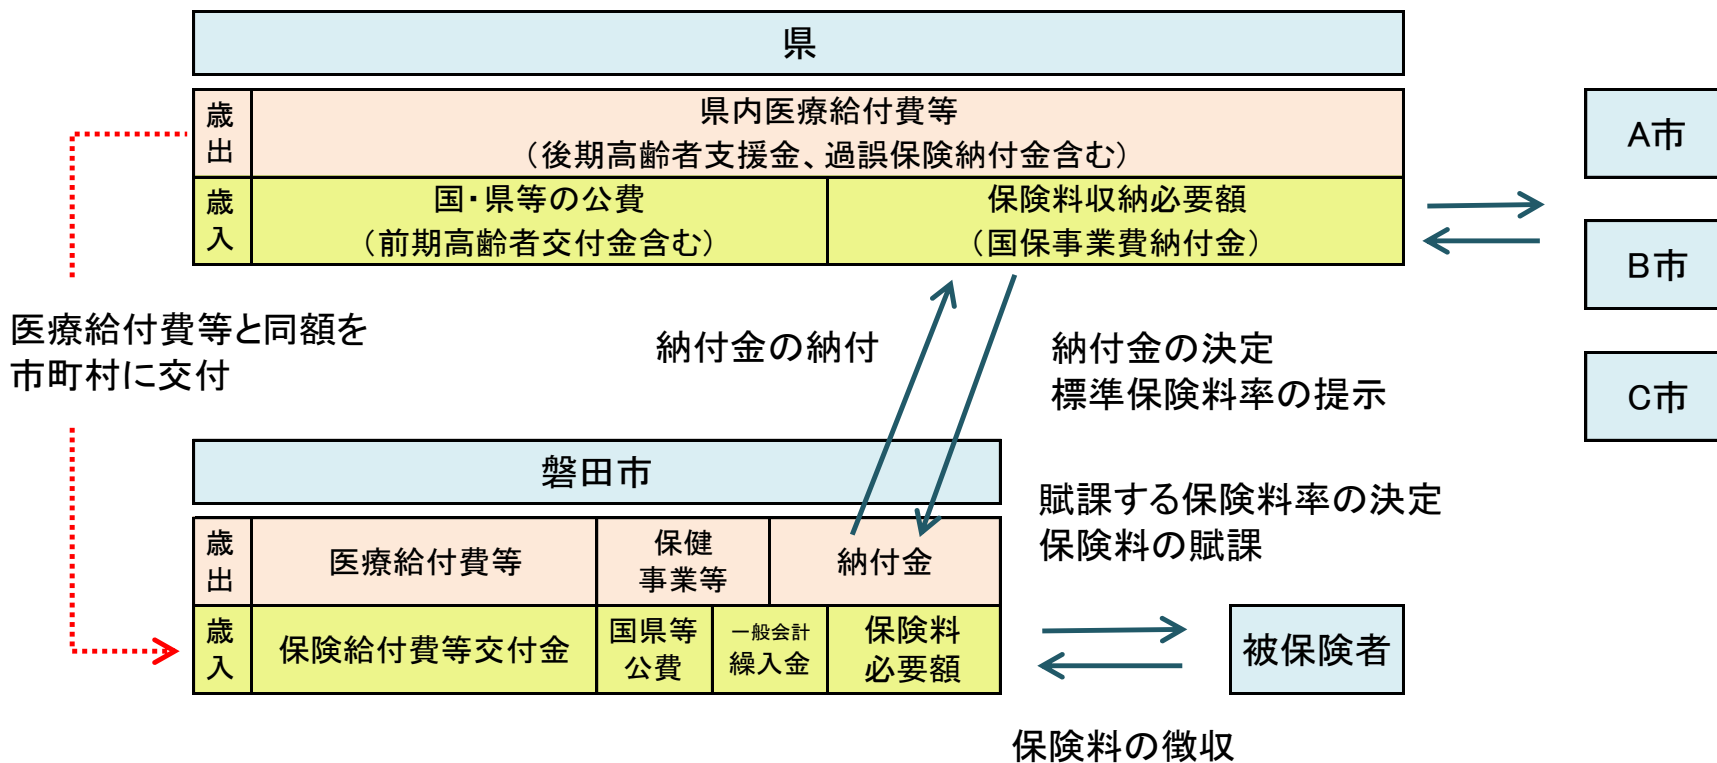 県
歳出
県内医療給付費等
（後期高齢者支援金、過誤保険納付金含む）
歳入
国・県等の公費
（前期高齢者交付金含む）
保険料収納必要額
（国保事業費納付金）
A市
B市
C市
医療給付費等と同額を
市町村に交付
納付金の納付
納付金の決定
標準保険料率の提示
磐田市
歳出
医療給付費等
保健
事業等
納付金
歳入
保険給付費等交付金
国県等
公費
一般会計
繰入金
保険料
必要額
賦課する保険料率の決定
保険料の賦課
被保険者
保険料の徴収